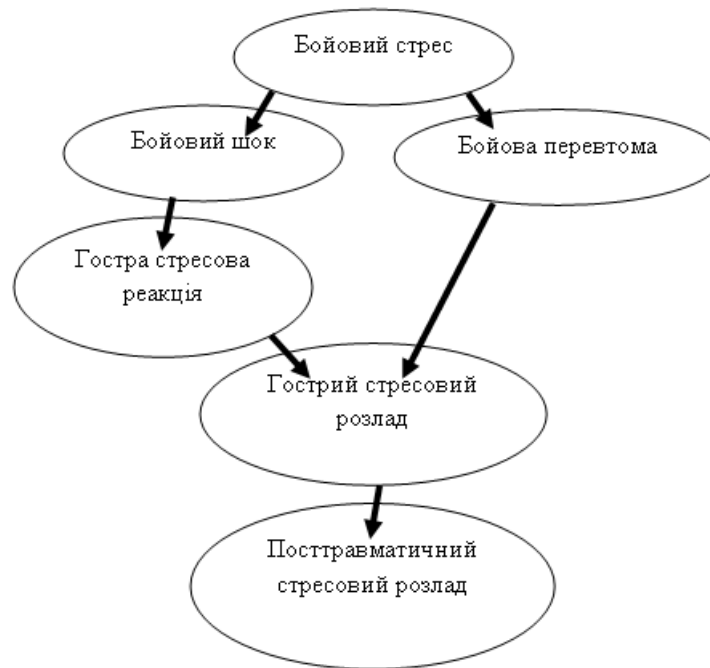 Бойовий стрес
Бойовий шок
Бойова перевтома
Гостра стресова
реакція
Гострий стресовий
розлад
Посттравматичний
стресовий розлад